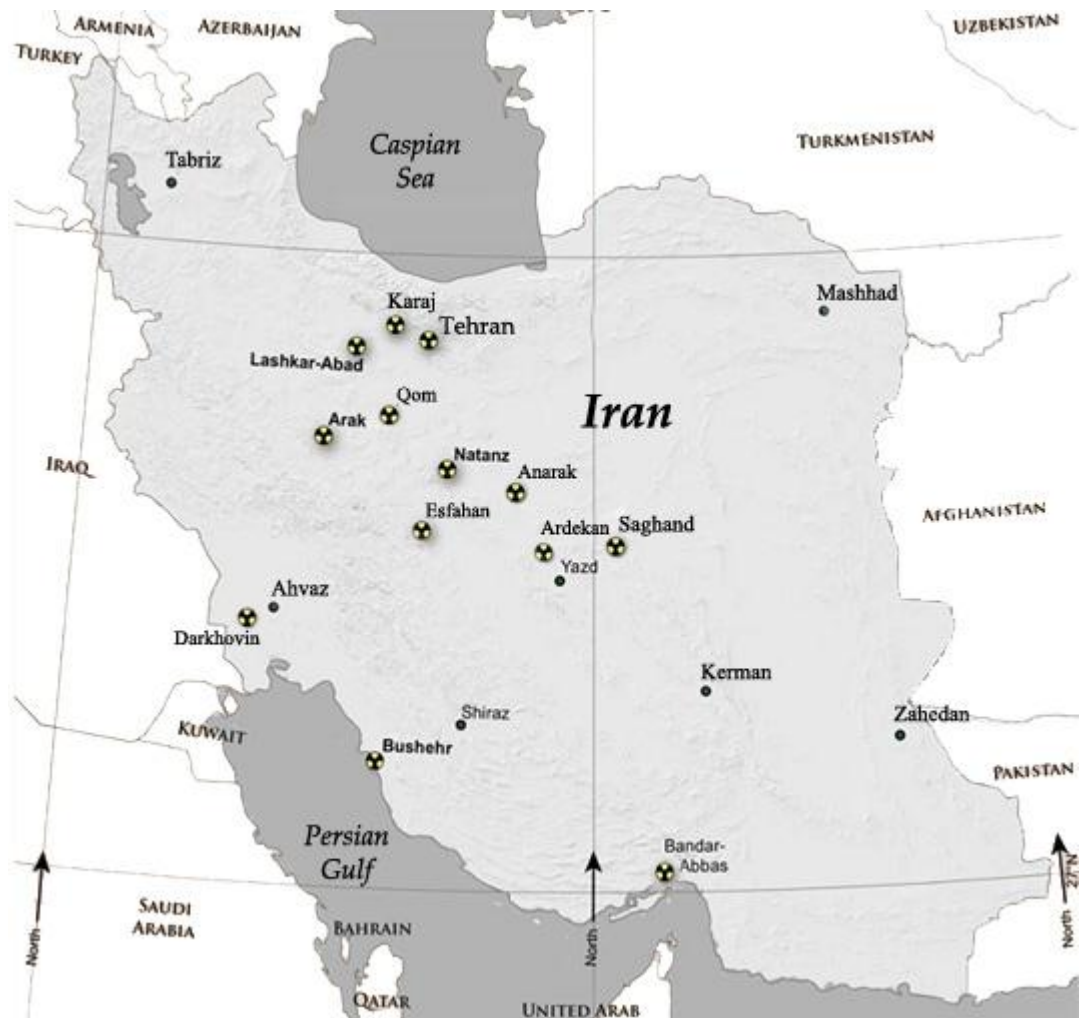 ARMENIA
AZERBAIJAN
UZBEKISTAN
TURKEY
Caspian
Sea
TURKMENISTAN
Tabriz
Karaj
Tehran
Mashhad
Lashkar-Abad
Qom
Iran
Arak
IRAQ
Natanz
Anarak
Esfahan
AFGHANISTAN
Ardekan
Saghand
Yazd
Ahvaz
Darkhovin
Kerman
Shiraz
Zahedan
KUWAIT
Bushehr
PAKISTAN
Persian
Gulf
Bandar-
Abbas
27°N
SAUDI
ARABIA
BAHRAIN
North
North
North
QATAR
UNITED ARAB